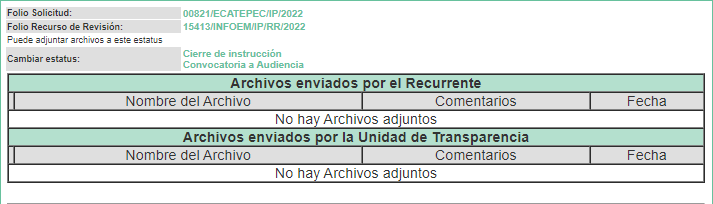 Folio Solicitud: 00821/ECATEPEC/IP/2022
Folio Recurso de Revisión: 15413/INFOEM/IP/RR/2022
Puede adjuntar archivos a este estatus
Cambiar estatus: Cierre de instrucción
Convocatoria a Audiencia
Archivos enviados por el Recurrente
Nombre del Archivo Comentarios Fecha
No hay Archivos adjuntos
Archivos enviados por la Unidad de Transparencia
Nombre del Archivo Comentarios Fecha
No hay Archivos adjuntos